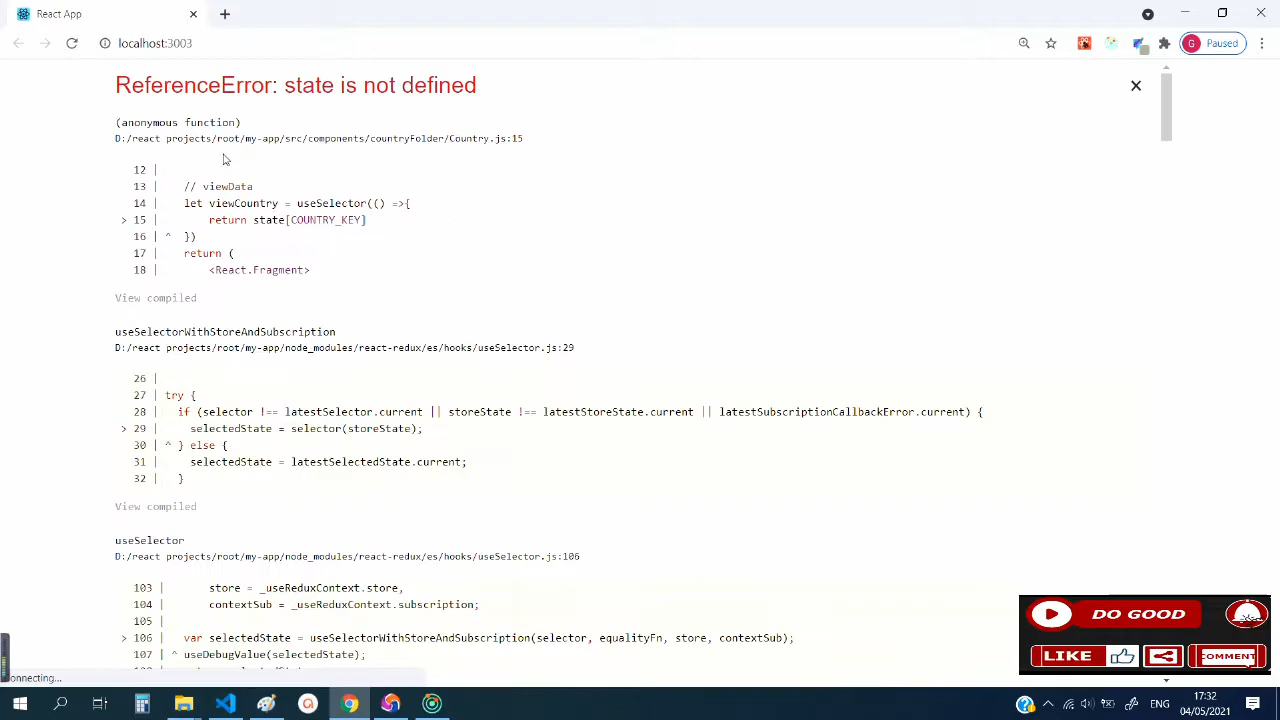 React App
localhost:3003
G Paused
ReferenceError: state is not defined
(anonymous function)
D:/react projects/root/my-app/src/components/countryFolder/Country.js:15
12 |
13 | // viewData
14 | let viewCountry = useSelector(() =>{
> 15 | return state[COUNTRY_KEY]
16 | ^ })
17 | return (
18 | <React.Fragment>
View compiled
useSelectorWithStoreAndSubscription
D:/react projects/root/my-app/node_modules/react-redux/es/hooks/useSelector.js:29
26 |
27 | try {
28 | if (selector !== latestSelector.current || storeState !== latestStoreState.current || latestSubscriptionCallbackError.current) {
> 29 | selectedState = selector(storeState);
30 | ^ } else {
31 | selectedState = latestSelectedState.current;
32 | }
View compiled
useSelector
D:/react projects/root/my-app/node_modules/react-redux/es/hooks/useSelector.js:106
103 | store = _useReduxContext.store,
104 | contextSub = _useReduxContext.subscription;
105 |
> 106 | var selectedState = useSelectorWithStoreAndSubscription(selector, equalityFn, store, contextSub);
107 | ^ useDebugValue(selectedState);
DO GOOD
LIKE COMMENT
onnecting...
ENG
17:32
04/05/2021